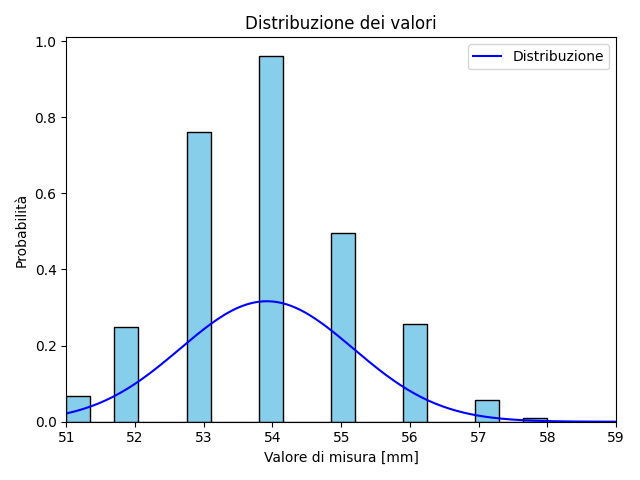 Distribuzione dei valori
Distribuzione
Probabilità
1.0
0.8
0.6
0.4
0.2
0.0
51 52 53 54 55 56 57 58 59
Valore di misura [mm]